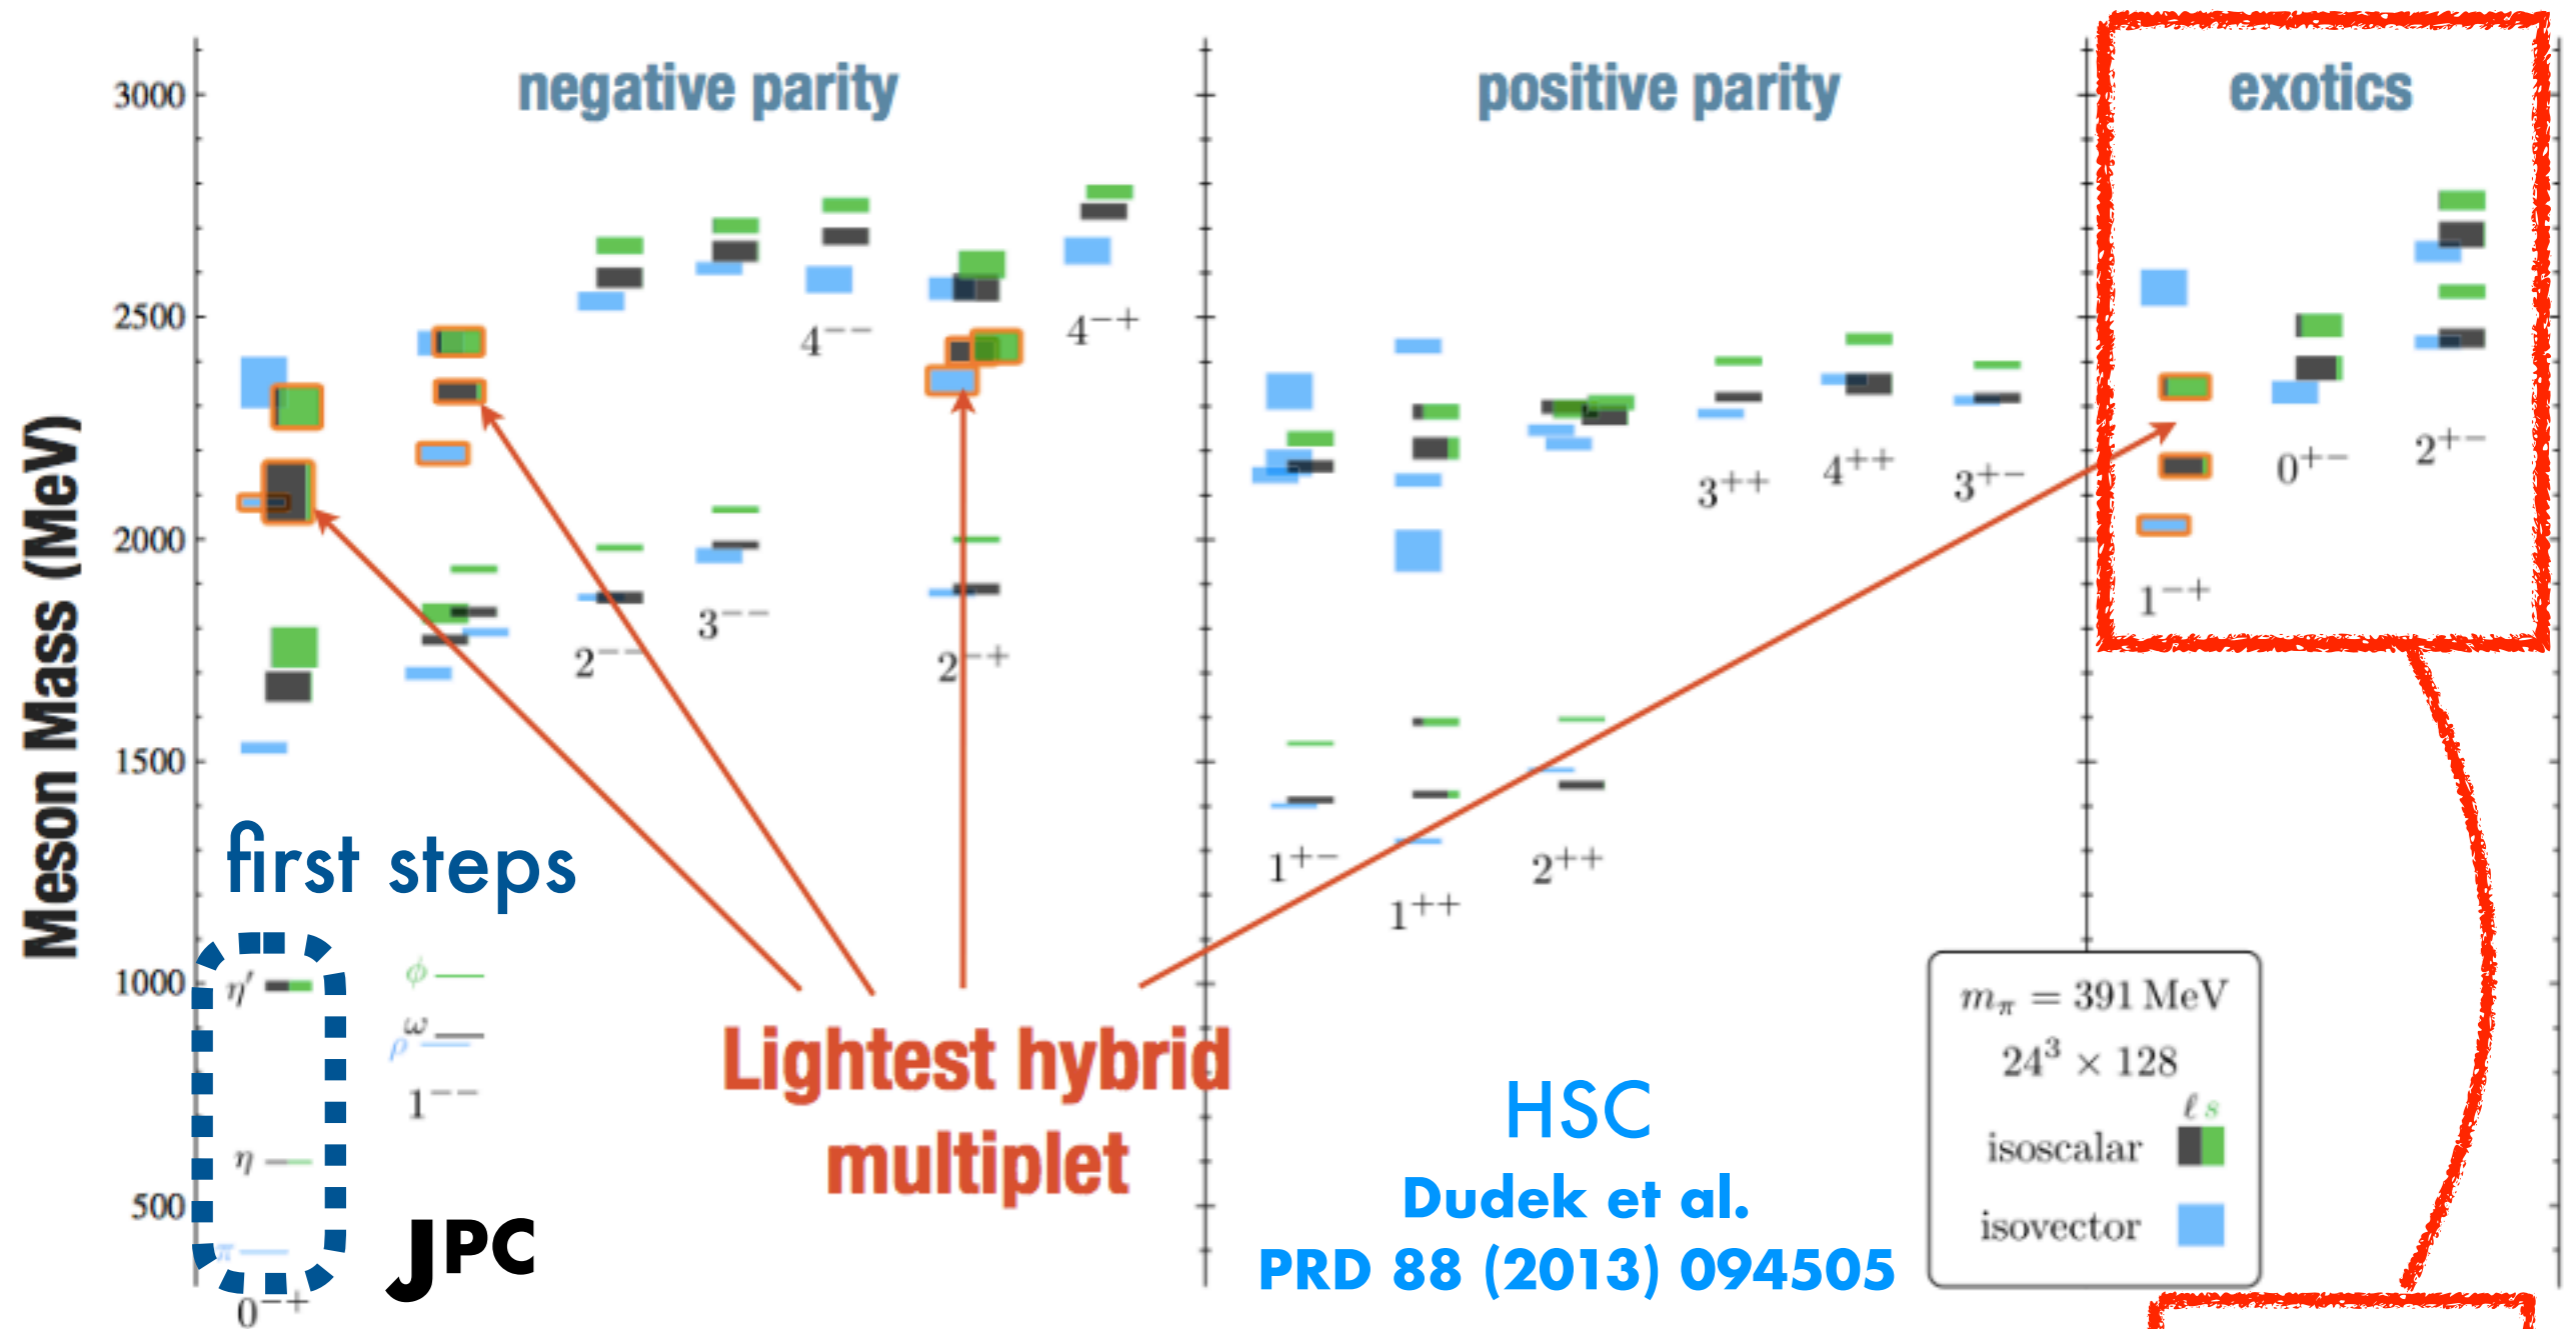 negative parity
positive parity
exotics
Meson Mass (MeV)
3000
2500
2000
1500
1000
500
4⁻⁻
4⁻⁺
2⁻⁻
3⁻⁻
2⁻⁺
3⁺⁺
4⁺⁺
3⁺⁻
0⁺⁻
2⁺⁻
1⁻⁺
1⁺⁻
1⁺⁺
2⁺⁺
first steps
η′
ϕ
ω
ρ
1⁻⁻
η
π
0⁻⁺
JPC
Lightest hybrid
multiplet
HSC
Dudek et al.
PRD 88 (2013) 094505
mπ = 391 MeV
24³ × 128
ℓ s
isoscalar
isovector